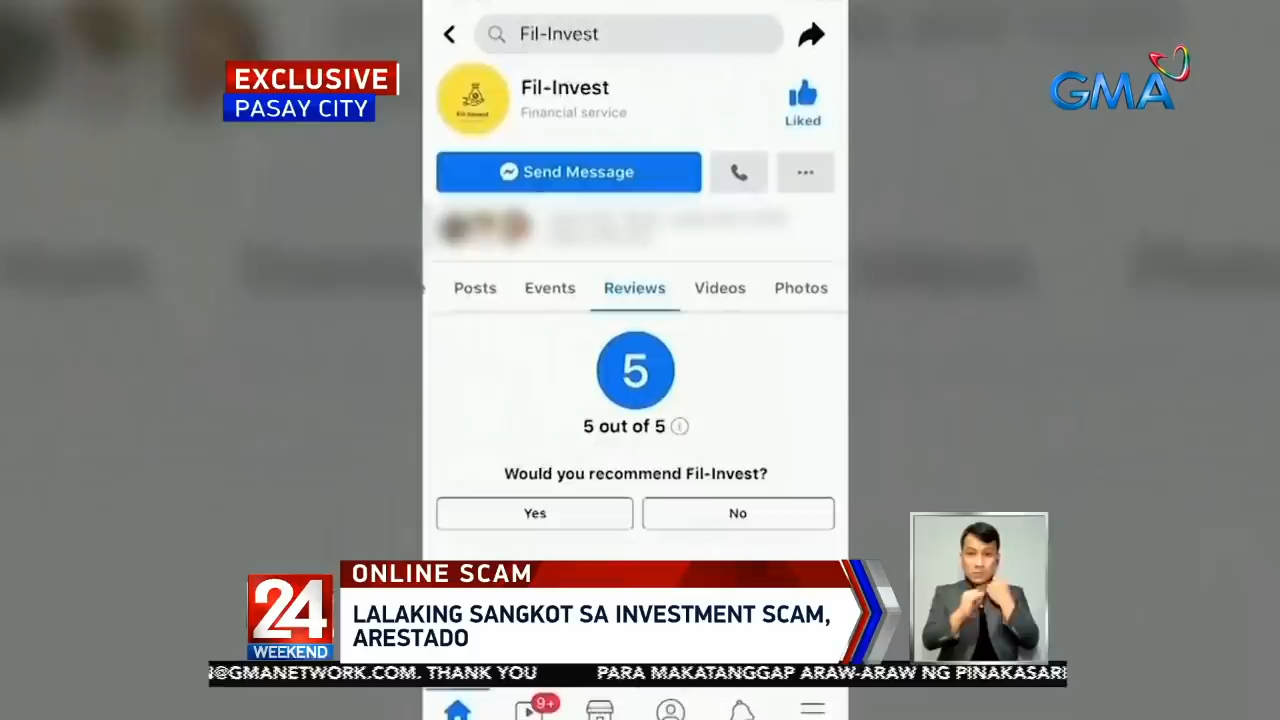 Fil-Invest
EXCLUSIVE
PASAY CITY
GMA
Fil-Invest
Financial service
Liked
Send Message
Posts Events Reviews Videos Photos
5
5 out of 5
Would you recommend Fil-Invest?
Yes No
ONLINE SCAM
24
WEEKEND
LALAKING SANGKOT SA INVESTMENT SCAM,
ARESTADO
@GMANETWORK.COM. THANK YOU PARA MAKATANGGAP ARAW-ARAW NG PINAKASARI
9+